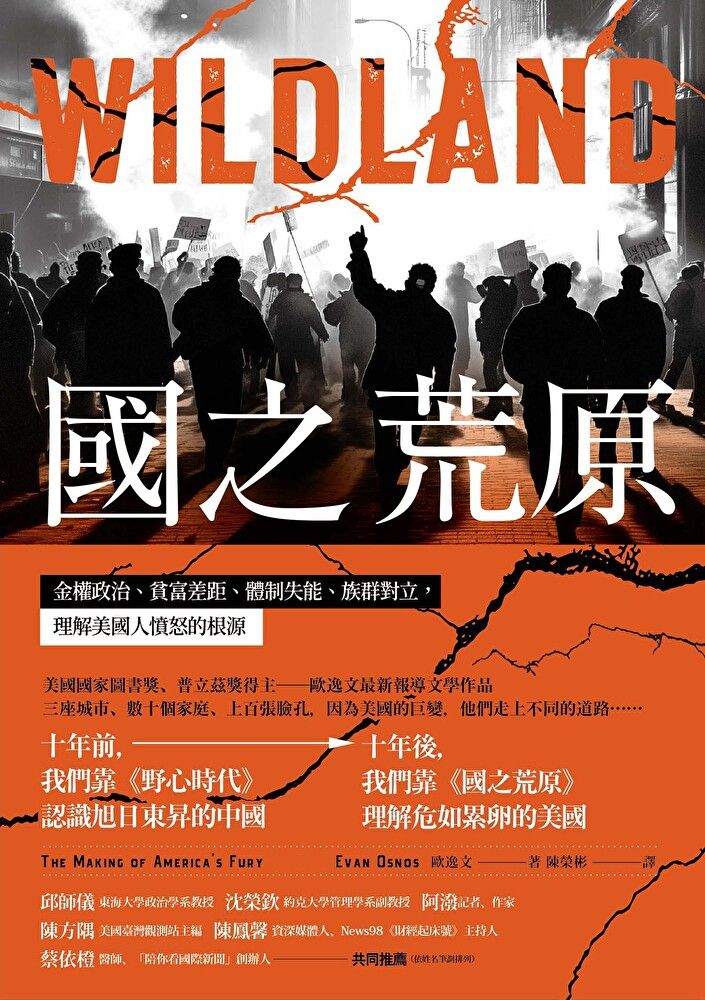 WILDLAND
國之荒原
金權政治、貧富差距、體制失能、族群對立，
理解美國人憤怒的根源
美國國家圖書獎、普立茲獎得主——歐逸文最新報導文學作品
三座城市、數十個家庭、上百張臉孔，因為美國的巨變，他們走上不同的道路……
十年前，
我們靠《野心時代》
認識旭日東昇的中國
十年後，
我們靠《國之荒原》
理解危如累卵的美國
THE MAKING OF AMERICA'S FURY EVAN OSNOS 歐逸文——著 陳榮彬——譯
邱師儀 東海大學政治學系教授 沈榮欽 約克大學管理學系副教授 阿潑 記者、作家
陳方隅 美國臺灣觀測站主編 陳鳳馨 資深媒體人、News98《財經起床號》主持人
蔡依橙 醫師、「陪你看國際新聞」創辦人——共同推薦（依姓名筆劃排列）